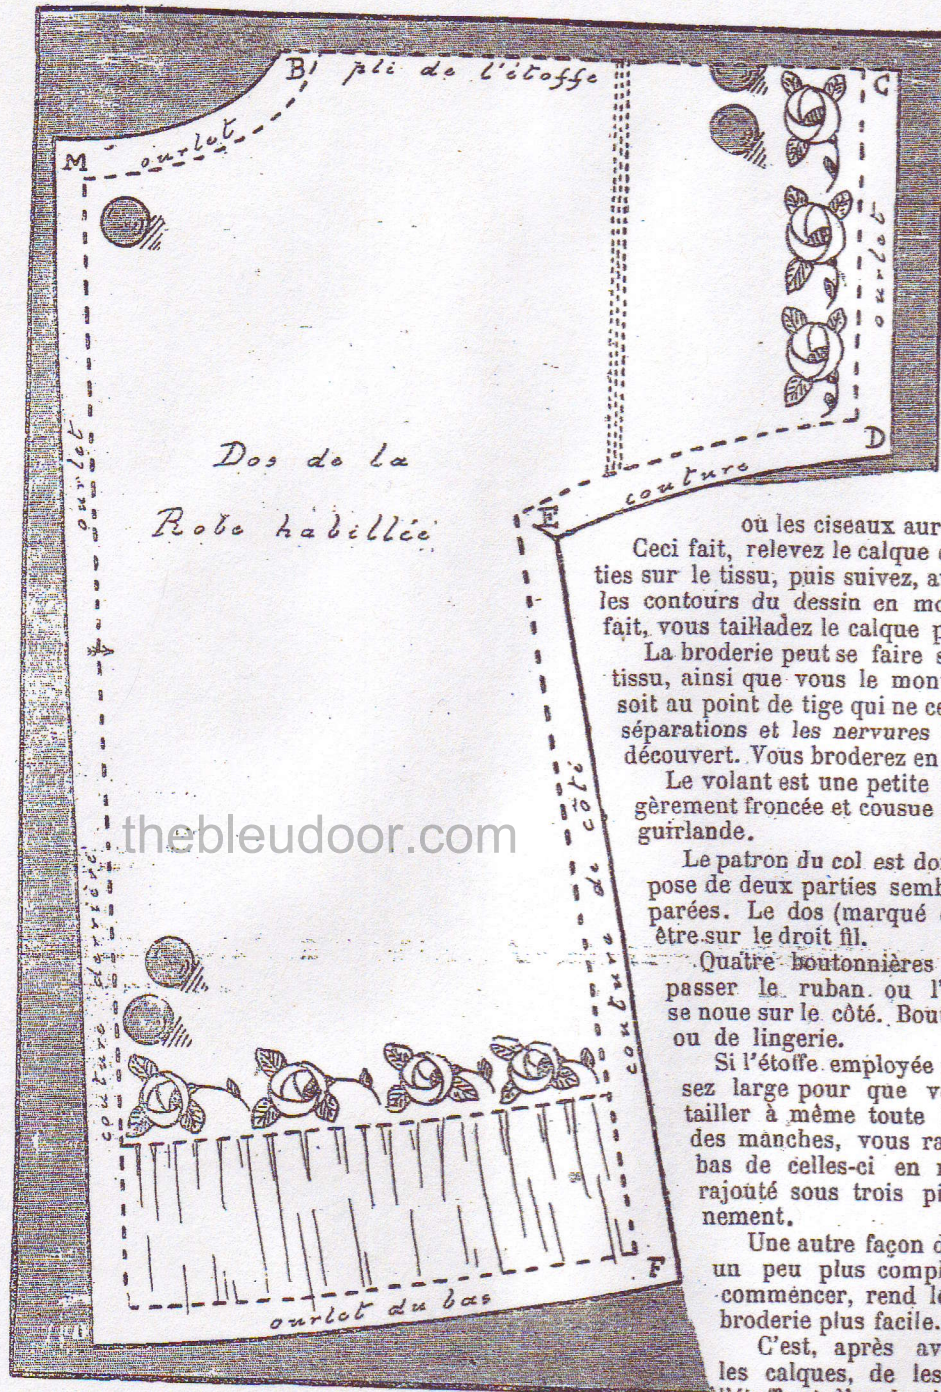 B pli de l'étoffe
C
M ourlet
jolino
D
couture
E
Dos de la
Robe habillée
jolino
couture de côté
couture derrière
F
ourlet du bas
thebleudoor.com
où les ciseaux aur
Ceci fait, relevez le calque
ties sur le tissu, puis suivez,
les contours du dessin en
fait, vous tailladez le calque
La broderie peut se faire
tissu, ainsi que vous le
soit au point de tige qui ne
séparations et les nervures
découvert. Vous broderez en
Le volant est une petite
gèrement froncée et cousue
guirlande.
Le patron du col est
pose de deux parties
parées. Le dos (marqué
être sur le droit fil.
Quatre boutonnières
passer le ruban ou
se noue sur le côté.
ou de lingerie.
Si l'étoffe employée
sez large pour que
tailler à même toute
des manches, vous
bas de celles-ci en
rajouté sous trois
nement.
Une autre façon
un peu plus
commencer, rend
broderie plus facile.
C'est, après
les calques, de les